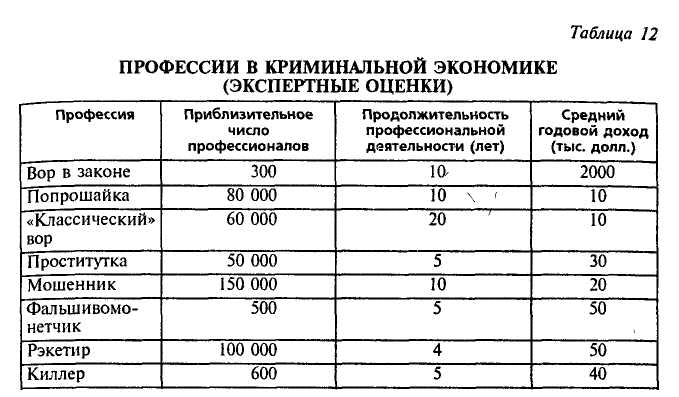 Таблица 12
ПРОФЕССИИ В КРИМИНАЛЬНОЙ ЭКОНОМИКЕ
(ЭКСПЕРТНЫЕ ОЦЕНКИ)
Профессия
Приблизительное
число
профессионалов
Продолжительность
профессиональной
деятельности (лет)
Средний
годовой доход
(тыс. долл.)
Вор в законе 300 10 2000
Попрошайка 80 000 10 10
«Классический»
вор 60 000 20 10
Проститутка 50 000 5 30
Мошенник 150 000 10 20
Фальшивомо-
нетчик 500 5 50
Рэкетир 100 000 4 50
Киллер 600 5 40